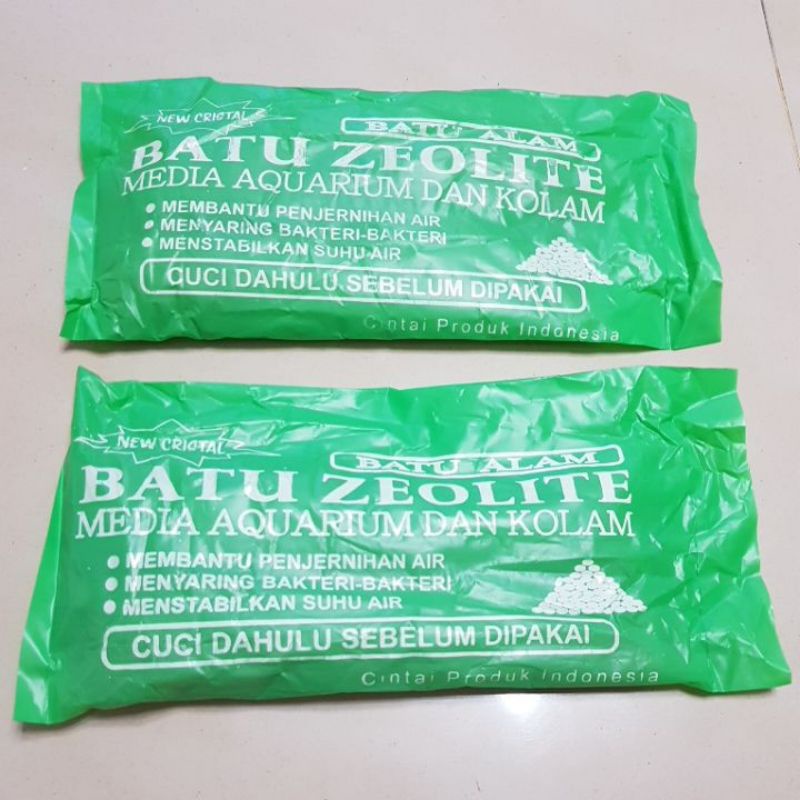 NEW CRICTAL
BATU ALAM
BATU ZEOLITE
MEDIA AQUARIUM DAN KOLAM
• MEMBANTU PENJERNIHAN AIR
• MENYARING BAKTERI-BAKTERI
• MENSTABILKAN SUHU AIR
CUCI DAHULU SEBELUM DIPAKAI
Cintai Produk Indonesia
NEW CRICTAL
BATU ALAM
BATU ZEOLITE
MEDIA AQUARIUM DAN KOLAM
• MEMBANTU PENJERNIHAN AIR
• MENYARING BAKTERI-BAKTERI
• MENSTABILKAN SUHU AIR
CUCI DAHULU SEBELUM DIPAKAI
Cintai Produk Indonesia